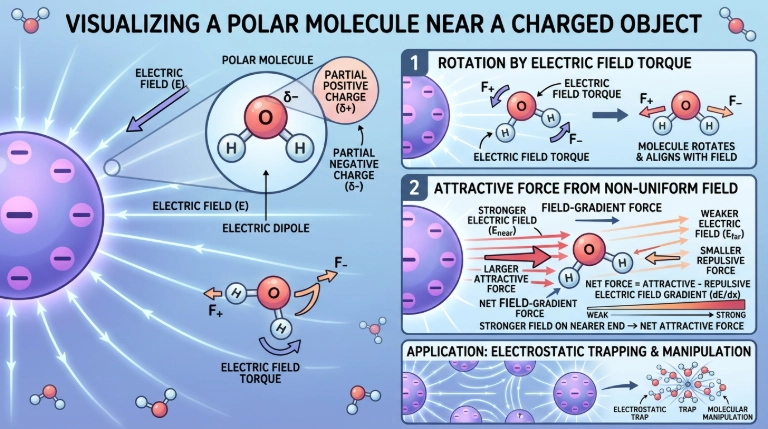 VISUALIZING A POLAR MOLECULE NEAR A CHARGED OBJECT
ELECTRIC
FIELD (E)
POLAR MOLECULE
O
δ−
H
H
PARTIAL
POSITIVE
CHARGE
(δ+)
PARTIAL
NEGATIVE
CHARGE
(δ-)
ELECTRIC FIELD (E)
ELECTRIC DIPOLE
F₊
H
O
H
F₋
ELECTRIC FIELD
TORQUE
1 ROTATION BY ELECTRIC FIELD TORQUE
F₊
O
H
H
F₋
ELECTRIC
FIELD TORQUE
ELECTRIC FIELD TORQUE
F₊
O
F₋
H
H
MOLECULE ROTATES
& ALIGNS WITH FIELD
2 ATTRACTIVE FORCE FROM NON-UNIFORM FIELD
STRONGER
ELECTRIC FIELD
(Enear)
FIELD-GRADIENT FORCE
O
H
H
WEAKER
ELECTRIC
FIELD (Efar)
SMALLER
REPULSIVE
FORCE
LARGER
ATTRACTIVE
FORCE
NET FIELD-GRADIENT
FORCE
NET FORCE = ATTRACTIVE - REPULSIVE
ELECTRIC FIELD GRADIENT (dE/dx)
WEAK
STRONG
STRONGER FIELD ON NEARER END → NET ATTRACTIVE FORCE
APPLICATION: ELECTROSTATIC TRAPPING & MANIPULATION
ELECTROSTATIC
TRAP
TRAP
MOLECULAR
MANIPULATION